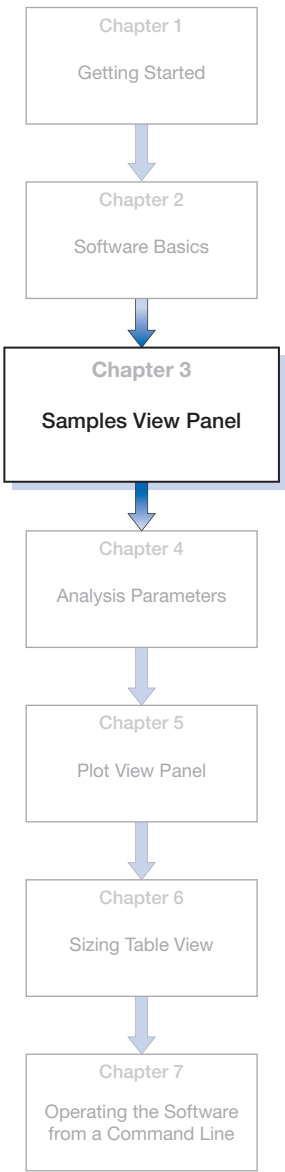 Chapter 1
Getting Started
Chapter 2
Software Basics
Chapter 3
Samples View Panel
Chapter 4
Analysis Parameters
Chapter 5
Plot View Panel
Chapter 6
Sizing Table View
Chapter 7
Operating the Software
from a Command Line